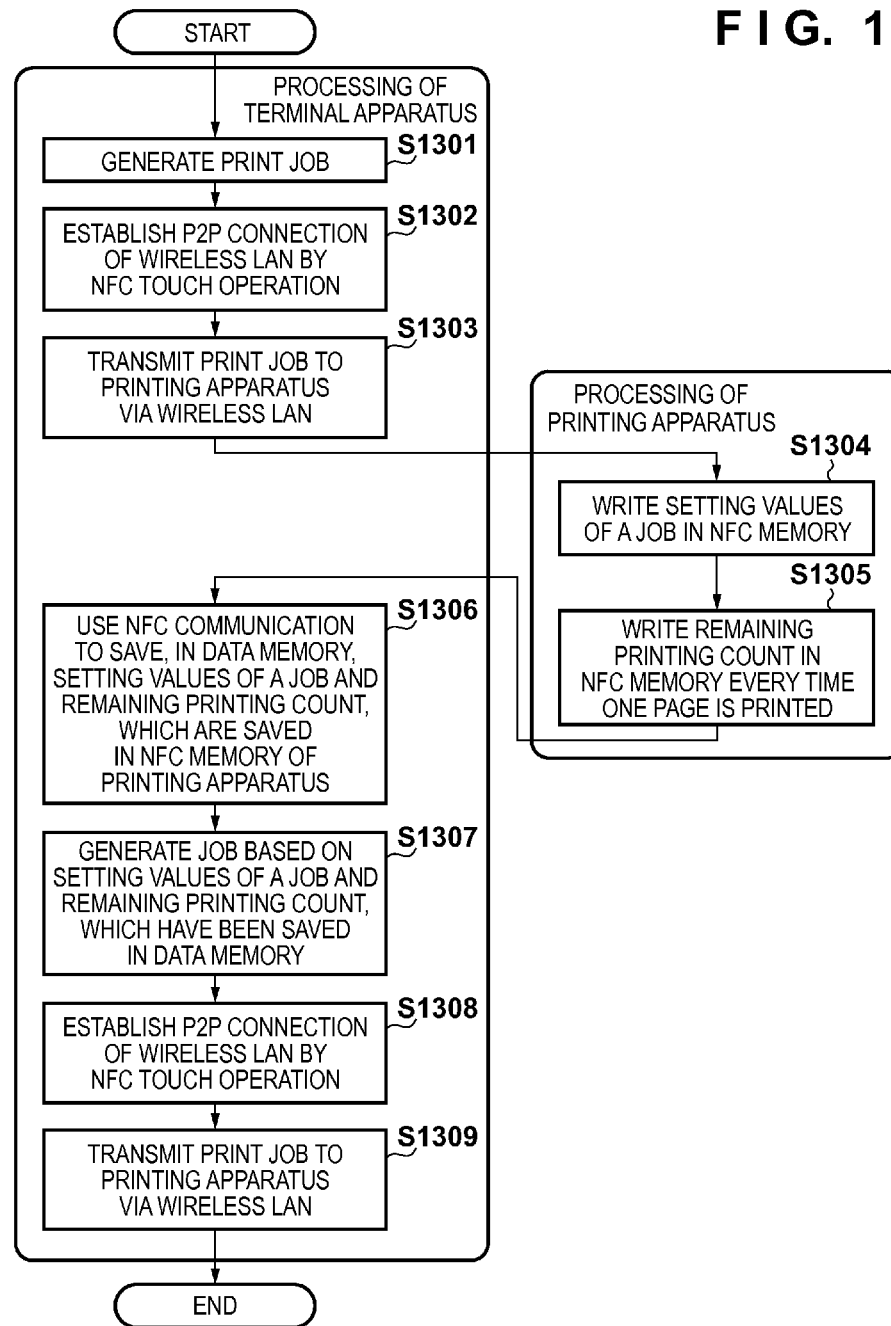 F I G. 1
START
PROCESSING OF
TERMINAL APPARATUS
S1301
GENERATE PRINT JOB
S1302
ESTABLISH P2P CONNECTION
OF WIRELESS LAN BY
NFC TOUCH OPERATION
S1303
TRANSMIT PRINT JOB TO
PRINTING APPARATUS
VIA WIRELESS LAN
PROCESSING OF
PRINTING APPARATUS
S1304
WRITE SETTING VALUES
OF A JOB IN NFC MEMORY
S1305
WRITE REMAINING
PRINTING COUNT IN
NFC MEMORY EVERY TIME
ONE PAGE IS PRINTED
S1306
USE NFC COMMUNICATION
TO SAVE, IN DATA MEMORY,
SETTING VALUES OF A JOB AND
REMAINING PRINTING COUNT,
WHICH ARE SAVED
IN NFC MEMORY OF
PRINTING APPARATUS
S1307
GENERATE JOB BASED ON
SETTING VALUES OF A JOB AND
REMAINING PRINTING COUNT,
WHICH HAVE BEEN SAVED
IN DATA MEMORY
S1308
ESTABLISH P2P CONNECTION
OF WIRELESS LAN BY
NFC TOUCH OPERATION
S1309
TRANSMIT PRINT JOB TO
PRINTING APPARATUS
VIA WIRELESS LAN
END